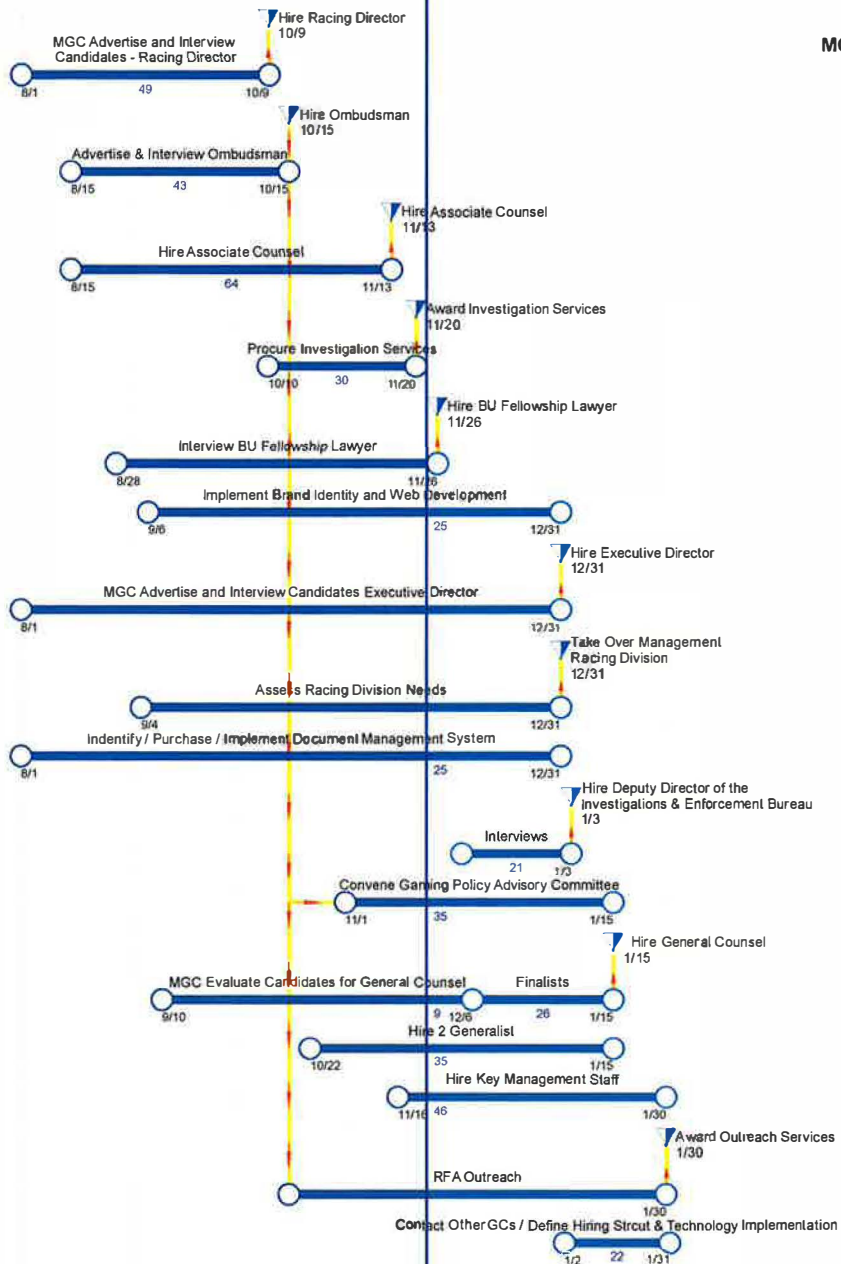 Hire Racing Director
10/9
MGC Advertise and Interview
Candidates - Racing Director
8/1
49
10/9
Hire Ombudsman
10/15
Advertise & Interview Ombudsman
8/15
43
10/15
Hire Associate Counsel
11/13
Hire Associate Counsel
8/15
64
11/13
Award Investigation Services
11/20
Procure Investigation Services
10/10
30
11/20
Hire BU Fellowship Lawyer
11/26
Interview BU Fellowship Lawyer
8/28
11/26
Implement Brand Identity and Web Development
9/6
25
12/31
Hire Executive Director
12/31
MGC Advertise and Interview Candidates Executive Director
8/1
12/31
Take Over Management
Racing Division
12/31
Assess Racing Division Needs
9/4
12/31
Indentify / Purchase / Implement Document Management System
8/1
25
12/31
Hire Deputy Director of the
Investigations & Enforcement Bureau
1/3
Interviews
21
1/3
Convene Gaming Policy Advisory Committee
11/1
35
1/15
Hire General Counsel
1/15
MGC Evaluate Candidates for General Counsel
Finalists
9/10
9
12/6
26
1/15
Hire 2 Generalist
10/22
35
1/15
Hire Key Management Staff
11/16
46
1/30
Award Outreach Services
1/30
RFA Outreach
1/30
Contact Other GCs / Define Hiring Strcut & Technology Implementation
1/2
22
1/31